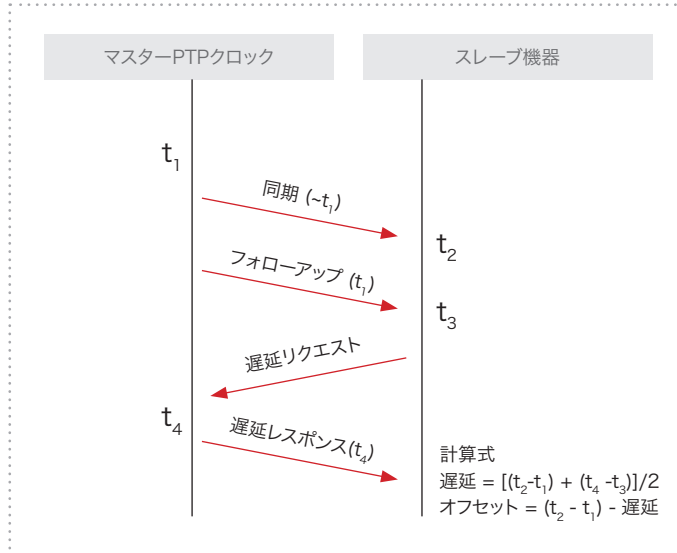 マスターPTPクロック
スレーブ機器
t₁
同期 (~t₁)
t₂
フォローアップ (t₁)
t₃
遅延リクエスト
t₄
遅延レスポンス(t₄)
計算式
遅延 = [(t₂-t₁) + (t₄ -t₃)]/2
オフセット = (t₂ - t₁) - 遅延